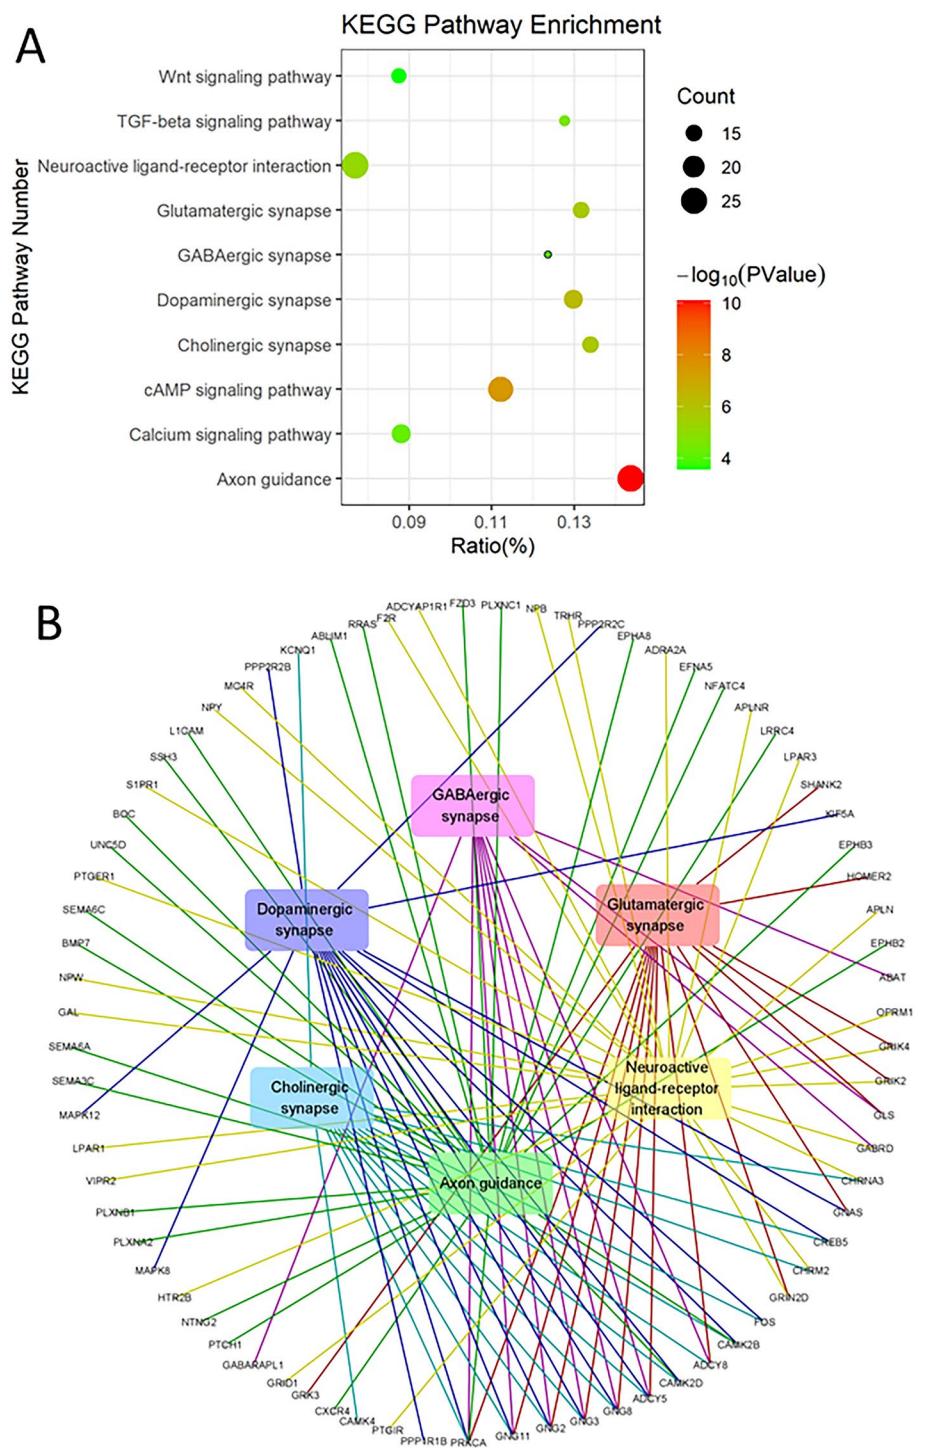 A
KEGG Pathway Enrichment
KEGG Pathway Number
Wnt signaling pathway
TGF-beta signaling pathway
Neuroactive ligand-receptor interaction
Glutamatergic synapse
GABAergic synapse
Dopaminergic synapse
Cholinergic synapse
cAMP signaling pathway
Calcium signaling pathway
Axon guidance
0.09 0.11 0.13
Ratio(%)
Count
15
20
25
−log10(PValue)
10
8
6
4
B
ADCYAP1R1
FZD3
PLXNC1
NPB
F2R
TRHR
RRAS
PPP2R2C
ABLIM1
EPHA8
KCNQ1
ADRA2A
PPP2R2B
EFNA5
MC4R
NFATC4
NPY
APLNR
L1CAM
LRRC4
SSH3
LPAR3
S1PR1
SHANK2
BOC
KIF5A
UNC5D
EPHB3
PTGER1
HOMER2
SEMA6C
APLN
BMP7
EPHB2
NPW
ABAT
GAL
OPRM1
SEMA6A
GRIK4
SEMA3C
GRIK2
MAPK12
GLS
LPAR1
GABRD
VIPR2
CHRNA3
PLXNB1
GNAS
PLXNA2
CREB5
MAPK8
CHRM2
HTR2B
GRIN2D
NTNG2
FOS
PTCH1
CAMK2B
GABARAPL1
ADCY8
GRID1
CAMK2D
GRK3
ADCY5
CXCR4
GNG8
CAMK4
GNG3
PTGIR
GNG2
PPP1R1B
PRKCA
GNG11
GABAergic
synapse
Dopaminergic
synapse
Glutamatergic
synapse
Cholinergic
synapse
Neuroactive
ligand-receptor
interaction
Axon guidance